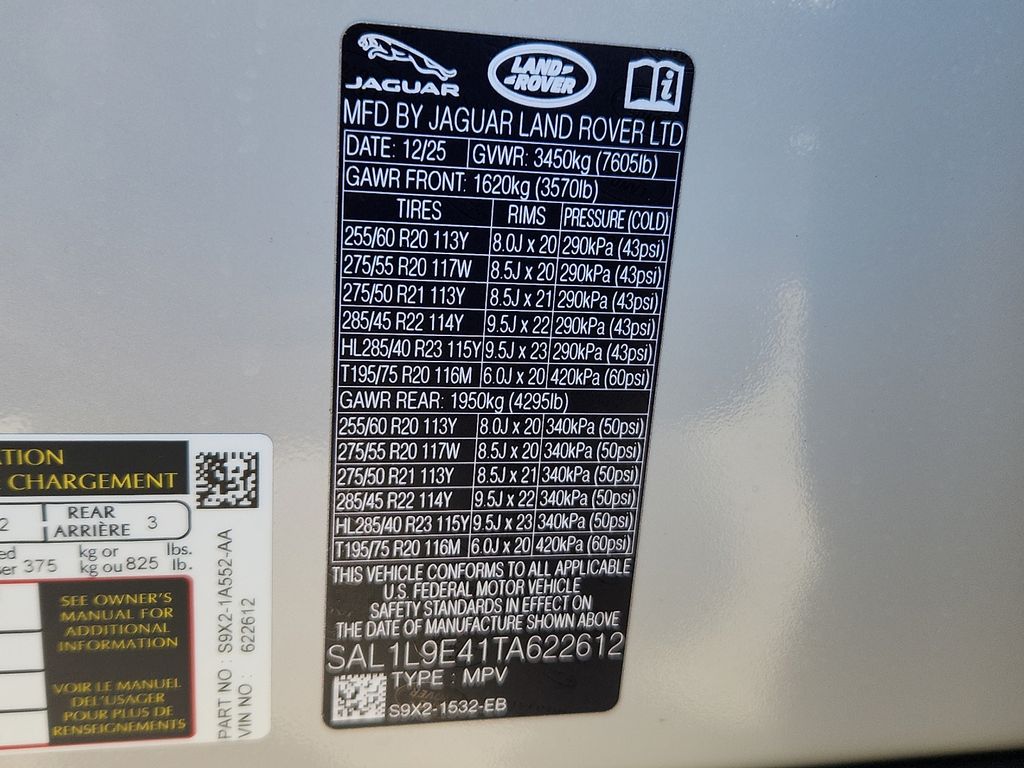 JAGUAR
LAND ROVER
MFD BY JAGUAR LAND ROVER LTD
DATE: 12/25 GVWR: 3450kg (7605lb)
GAWR FRONT: 1620kg (3570lb)
TIRES RIMS PRESSURE (COLD)
255/60 R20 113Y 8.0J x 20 290kPa (43psi)
275/55 R20 117W 8.5J x 20 290kPa (43psi)
275/50 R21 113Y 8.5J x 21 290kPa (43psi)
285/45 R22 114Y 9.5J x 22 290kPa (43psi)
HL285/40 R23 115Y 9.5J x 23 290kPa (43psi)
T195/75 R20 116M 6.0J x 20 420kPa (60psi)
GAWR REAR: 1950kg (4295lb)
255/60 R20 113Y 8.0J x 20 340kPa (50psi)
275/55 R20 117W 8.5J x 20 340kPa (50psi)
275/50 R21 113Y 8.5J x 21 340kPa (50psi)
285/45 R22 114Y 9.5J x 22 340kPa (50psi)
HL285/40 R23 115Y 9.5J x 23 340kPa (50psi)
T195/75 R20 116M 6.0J x 20 420kPa (60psi)
THIS VEHICLE CONFORMS TO ALL APPLICABLE
U.S. FEDERAL MOTOR VEHICLE
SAFETY STANDARDS IN EFFECT ON
THE DATE OF MANUFACTURE SHOWN ABOVE
SAL1L9E41TA622612
TYPE : MPV
S9X2-1532-EB
ATION
CHARGEMENT
2 REAR
ARRIÈRE 3
ed kg or lbs.
er 375 kg ou 825 lb.
SEE OWNER'S
MANUAL FOR
ADDITIONAL
INFORMATION
VOIR LE MANUEL
DEL'USAGER
POUR PLUS DE
RENSEIGNEMENTS
PART NO : S9X2-1A552-AA
VIN NO : 622612